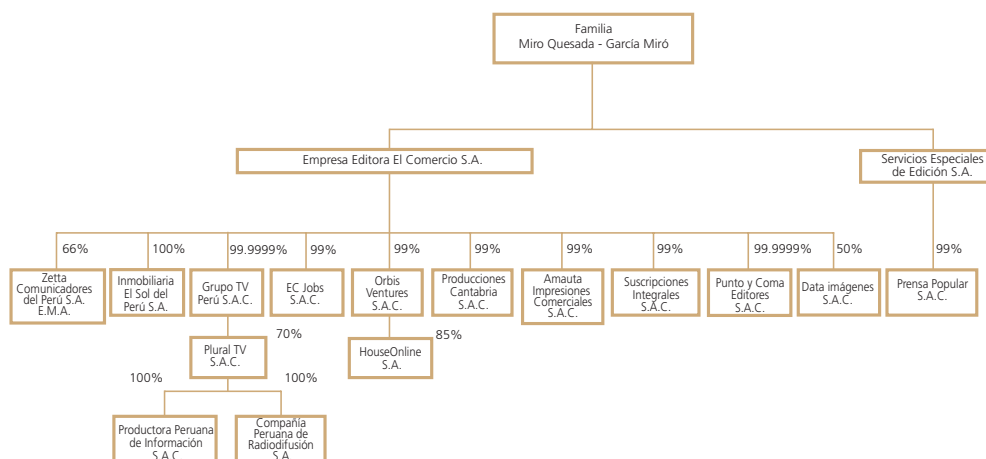 Familia
Miro Quesada - García Miró
Empresa Editora El Comercio S.A.
Servicios Especiales
de Edición S.A.
66%
100%
99.9999%
99%
99%
99%
99%
99%
99.9999%
50%
99%
Zetta
Comunicadores
del Perú S.A.
E.M.A.
Inmobiliaria
El Sol del
Perú S.A.
Grupo TV
Perú S.A.C.
EC Jobs
S.A.C.
Orbis
Ventures
S.A.C.
Producciones
Cantabria
S.A.C.
Amauta
Impresiones
Comerciales
S.A.C.
Suscripciones
Integrales
S.A.C.
Punto y Coma
Editores
S.A.C.
Data imágenes
S.A.C.
Prensa Popular
S.A.C.
70%
Plural TV
S.A.C.
85%
HouseOnline
S.A.
100%
100%
Productora Peruana
de Información
S.A.C.
Compañía
Peruana de
Radiodifusión
S.A.